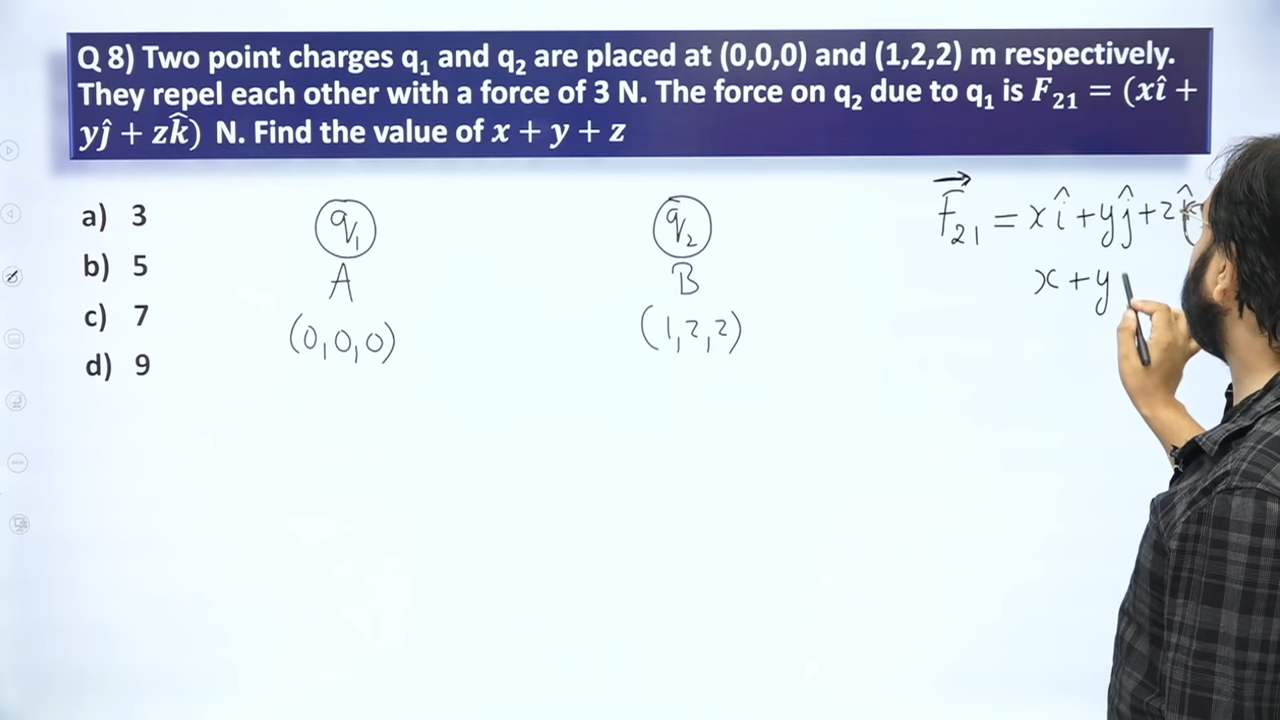 Q 8) Two point charges q₁ and q₂ are placed at (0,0,0) and (1,2,2) m respectively.
They repel each other with a force of 3 N. The force on q₂ due to q₁ is F₂₁ = (xî +
yĵ + zk̂) N. Find the value of x + y + z
a) 3
b) 5
c) 7
d) 9
q₁
A
(0,0,0)
q₂
B
(1,2,2)
F⃗₂₁ = xî + yĵ + z
x + y